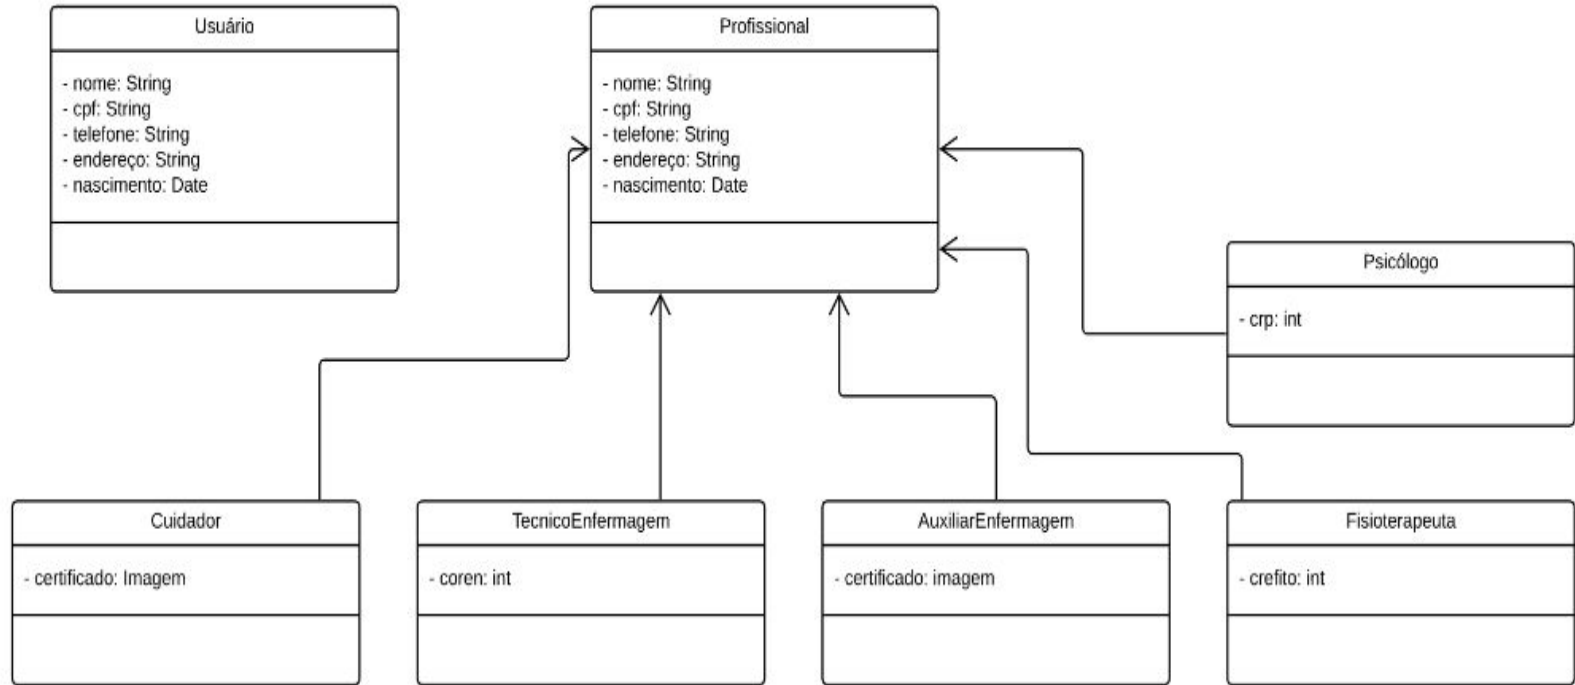 Usuário
- nome: String
- cpf: String
- telefone: String
- endereço: String
- nascimento: Date
Profissional
- nome: String
- cpf: String
- telefone: String
- endereço: String
- nascimento: Date
Psicólogo
- crp: int
Cuidador
- certificado: Imagem
TecnicoEnfermagem
- coren: int
AuxiliarEnfermagem
- certificado: imagem
Fisioterapeuta
- crefito: int